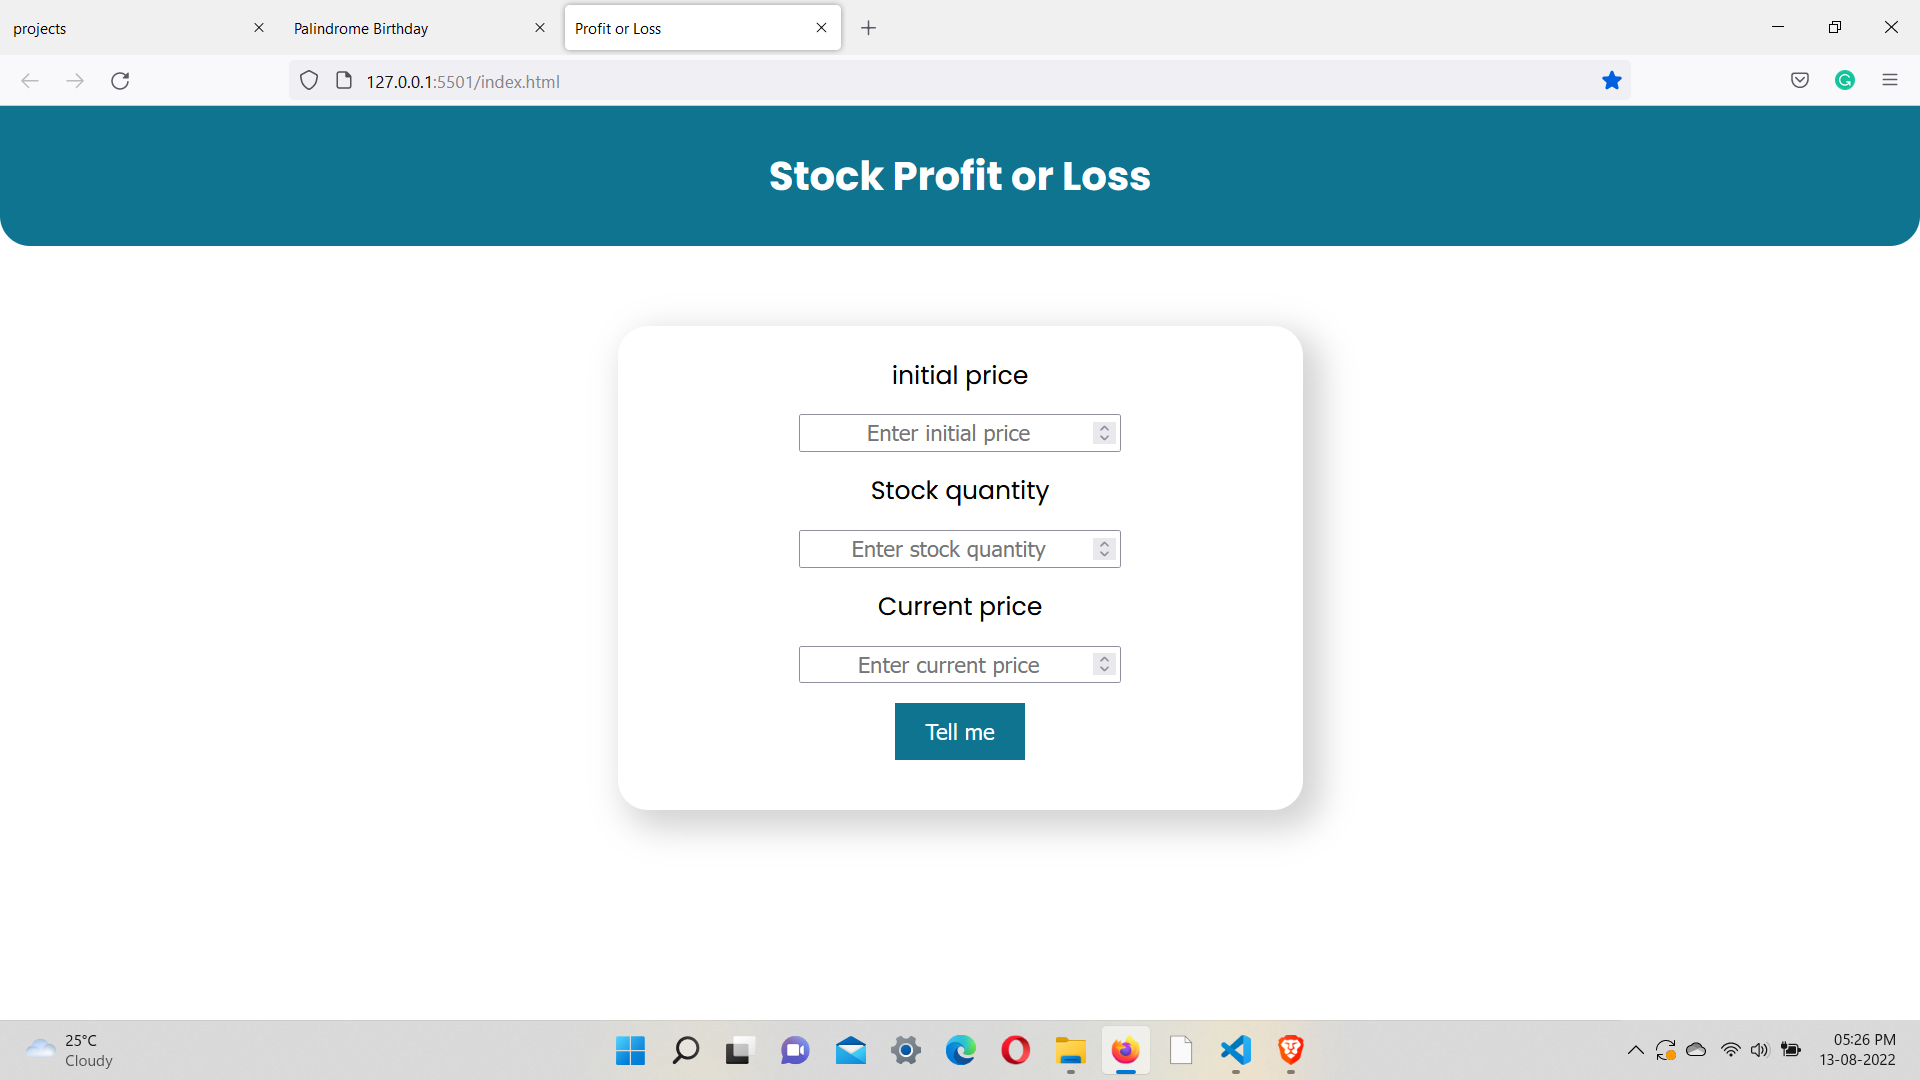 projects
Palindrome Birthday
Profit or Loss
127.0.0.1:5501/index.html
Stock Profit or Loss
initial price
Enter initial price
Stock quantity
Enter stock quantity
Current price
Enter current price
Tell me
25°C
Cloudy
05:26 PM
13-08-2022